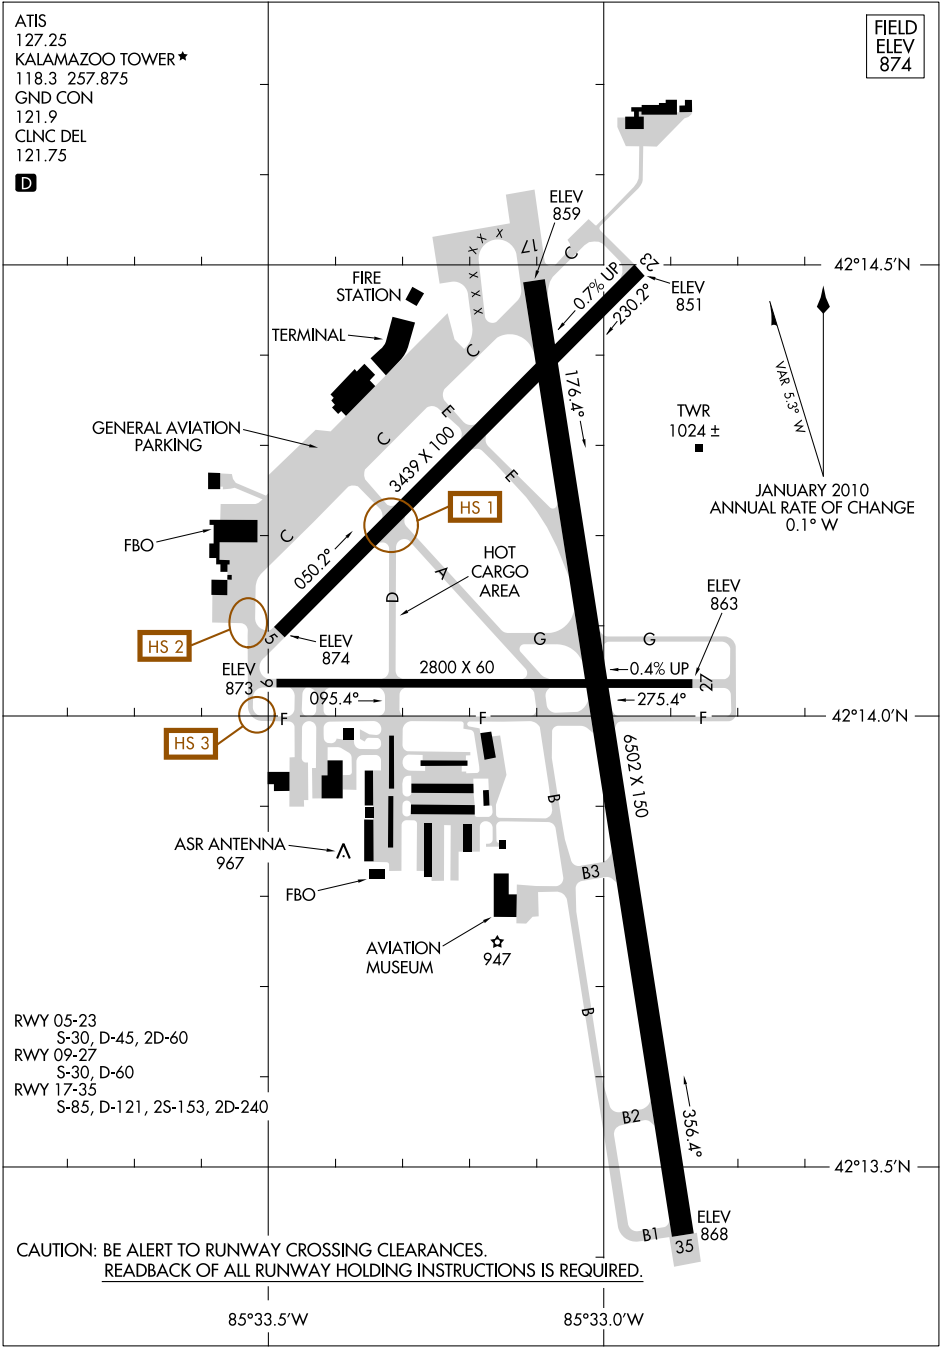 ATIS
127.25
KALAMAZOO TOWER★
118.3 257.875
GND CON
121.9
CLNC DEL
121.75
D
FIELD
ELEV
874
ELEV
859
17
C
23
42°14.5'N
FIRE
STATION
0.7% UP
230.2°
ELEV
851
X X X
X X X X
TERMINAL
C
176.4°
VAR 5.3° W
E
TWR
1024 ±
GENERAL AVIATION
PARKING
C
3439 X 100
E
JANUARY 2010
ANNUAL RATE OF CHANGE
0.1° W
HS 1
C
FBO
050.2°
HOT
CARGO
AREA
A
D
ELEV
863
HS 2
5
ELEV
874
G
G
ELEV
873
9
2800 X 60
0.4% UP
27
095.4°
275.4°
F
F
F
42°14.0'N
HS 3
6502 X 150
B
ASR ANTENNA
967
FBO
B3
AVIATION
MUSEUM
947
B
RWY 05-23
S-30, D-45, 2D-60
RWY 09-27
S-30, D-60
RWY 17-35
S-85, D-121, 2S-153, 2D-240
B2
356.4°
42°13.5'N
B1
35
ELEV
868
CAUTION: BE ALERT TO RUNWAY CROSSING CLEARANCES.
READBACK OF ALL RUNWAY HOLDING INSTRUCTIONS IS REQUIRED.
85°33.5'W
85°33.0'W